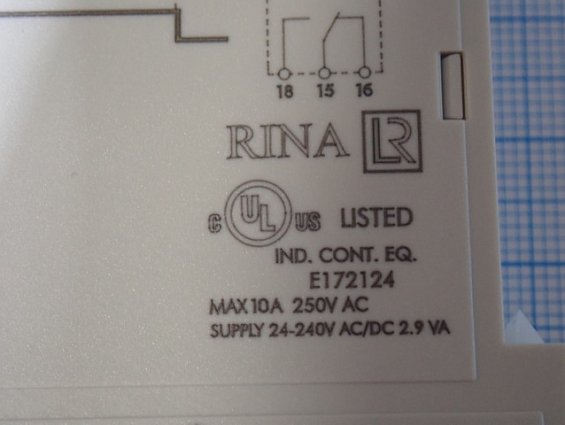 18 15 16
RINA LR
C UL US LISTED
IND. CONT. EQ.
E172124
MAX 10A 250V AC
SUPPLY 24-240V AC/DC 2.9 VA